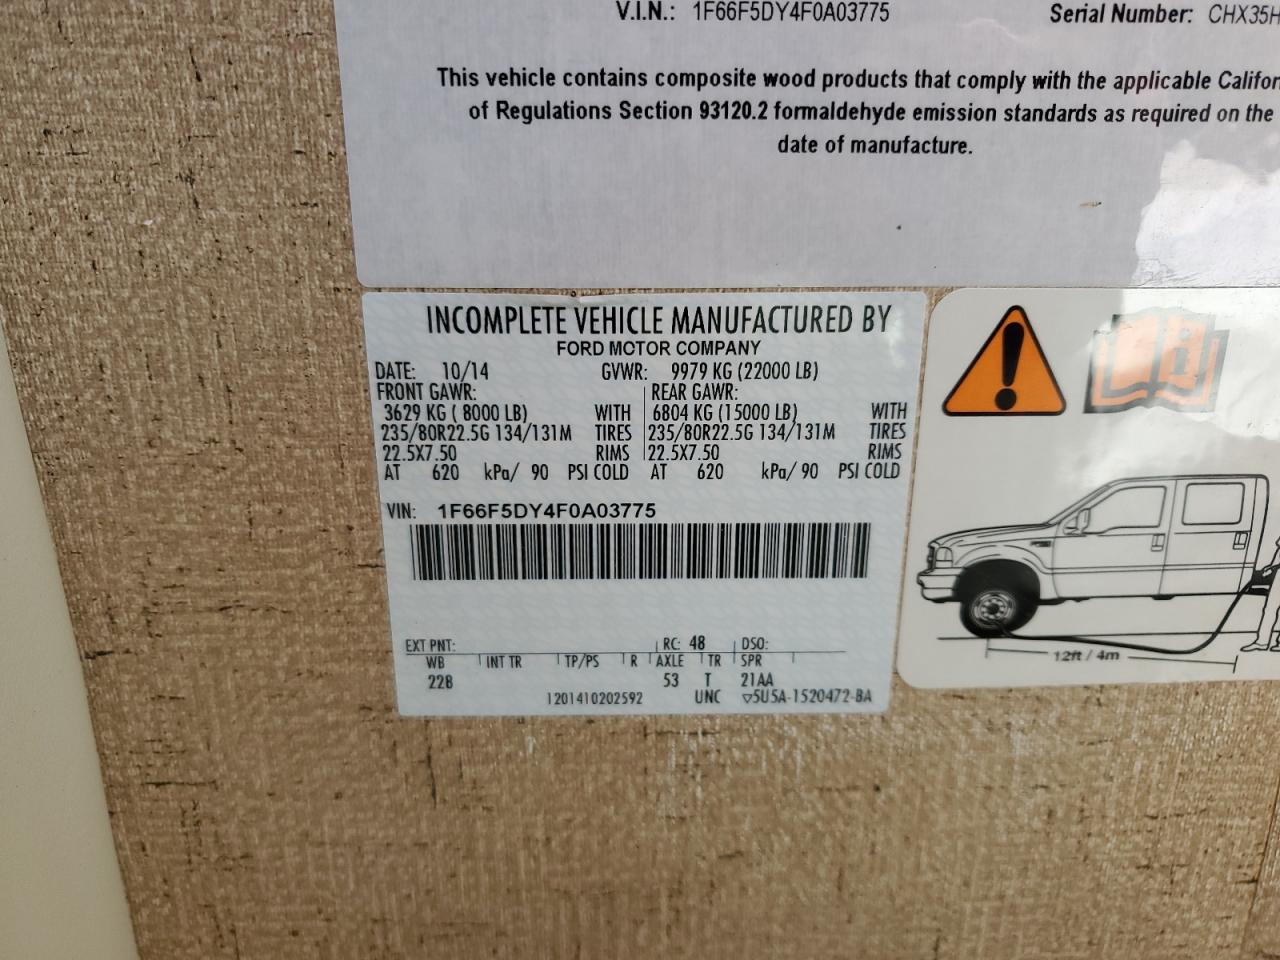 V.I.N.: 1F66F5DY4F0A03775 Serial Number: CHX35H
This vehicle contains composite wood products that comply with the applicable Califor
of Regulations Section 93120.2 formaldehyde emission standards as required on the
date of manufacture.
INCOMPLETE VEHICLE MANUFACTURED BY
FORD MOTOR COMPANY
DATE: 10/14 GVWR: 9979 KG (22000 LB)
FRONT GAWR: REAR GAWR:
3629 KG ( 8000 LB) WITH 6804 KG (15000 LB) WITH
235/80R22.5G 134/131M TIRES 235/80R22.5G 134/131M TIRES
22.5X7.50 RIMS 22.5X7.50 RIMS
AT 620 kPa/ 90 PSI COLD AT 620 kPa/ 90 PSI COLD
VIN: 1F66F5DY4F0A03775
EXT PNT: RC: 48 DSO:
WB INT TR TP/PS R AXLE TR SPR
228 53 T 21AA
1201410202592 UNC ▽5U5A-1520472-BA
12ft / 4m